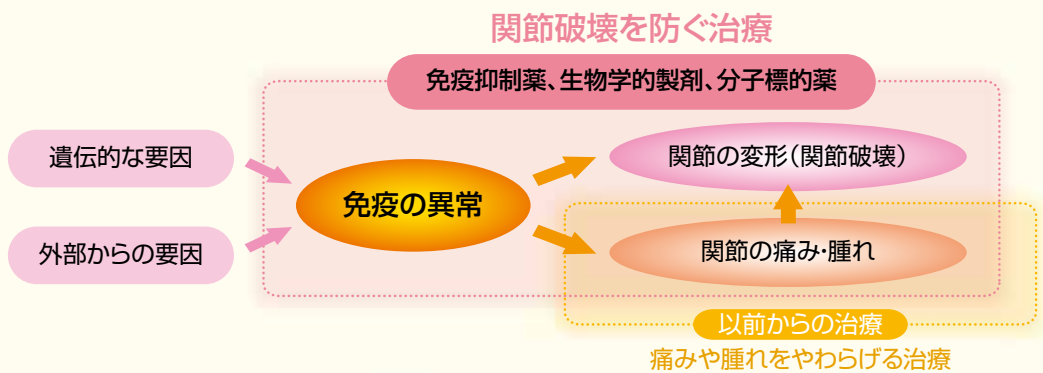 関節破壊を防ぐ治療
免疫抑制薬、生物学的製剤、分子標的薬
遺伝的な要因
外部からの要因
免疫の異常
関節の変形(関節破壊)
関節の痛み・腫れ
以前からの治療
痛みや腫れをやわらげる治療